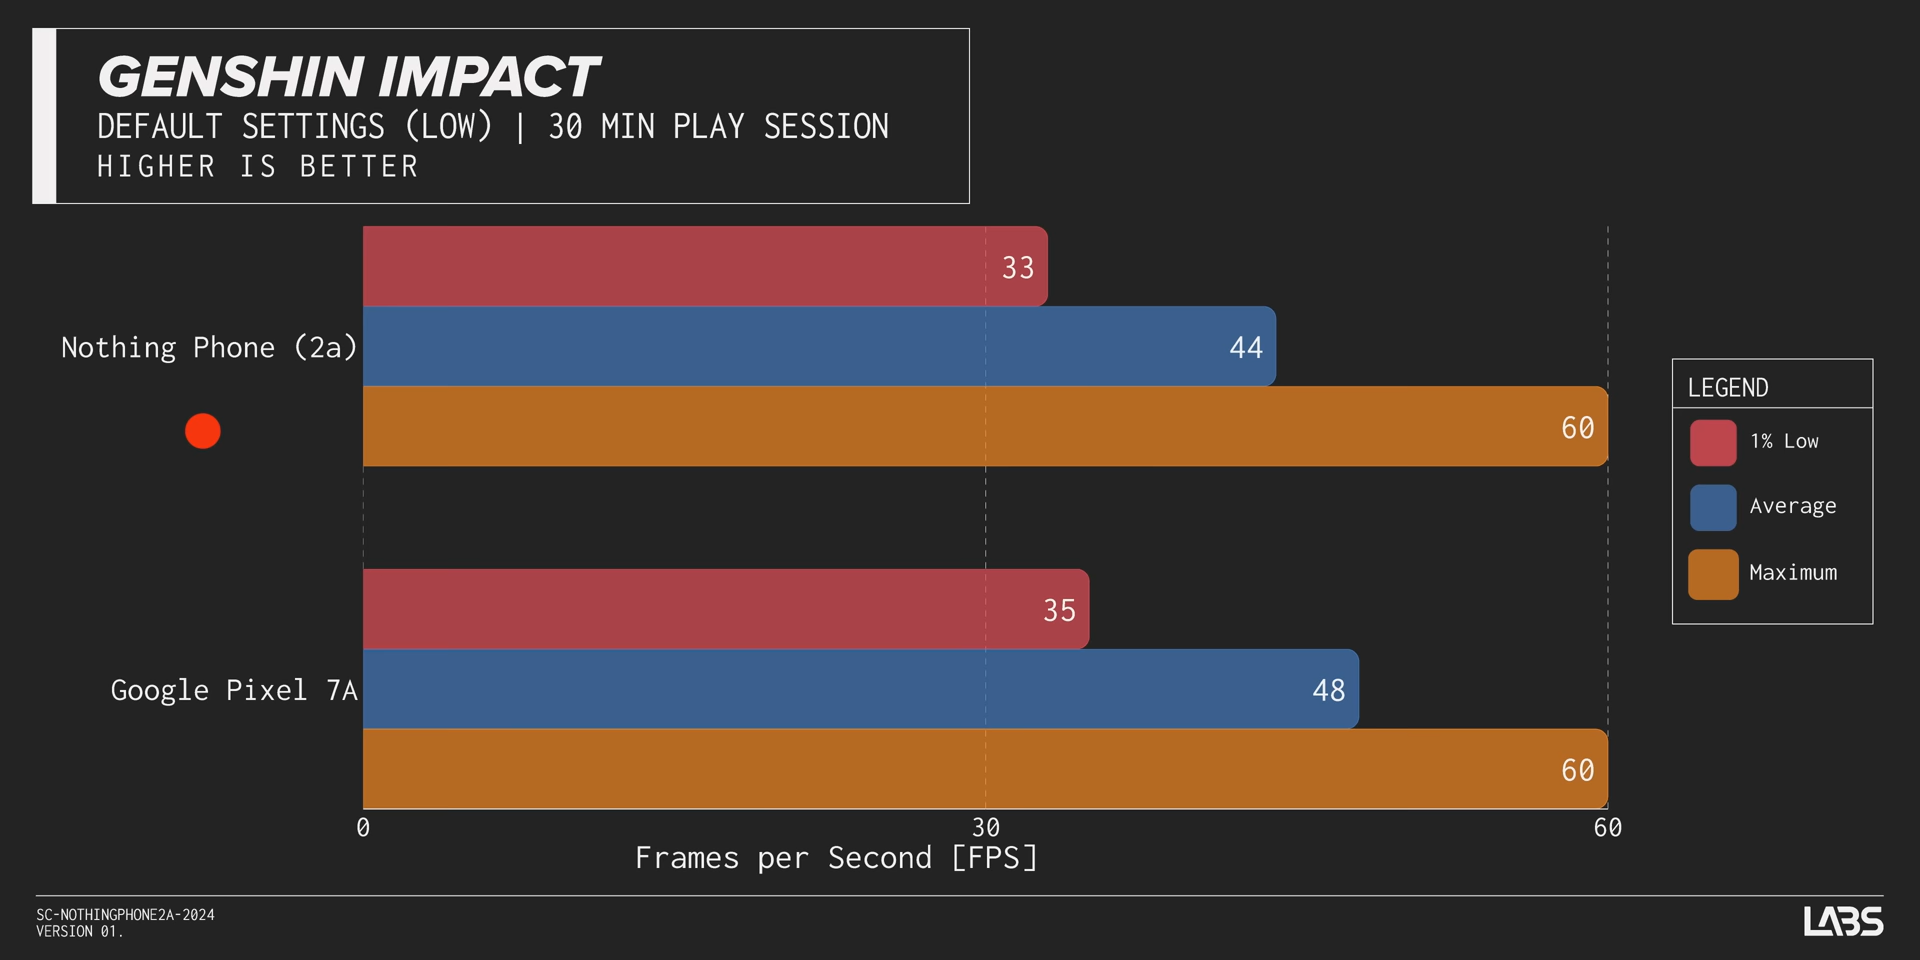 GENSHIN IMPACT
DEFAULT SETTINGS (LOW) | 30 MIN PLAY SESSION
HIGHER IS BETTER
33
Nothing Phone (2a)
44
60
35
Google Pixel 7A
48
60
0
30
60
Frames per Second [FPS]
LEGEND
1% Low
Average
Maximum
SC-NOTHINGPHONE2A-2024
VERSION 01.
LABS